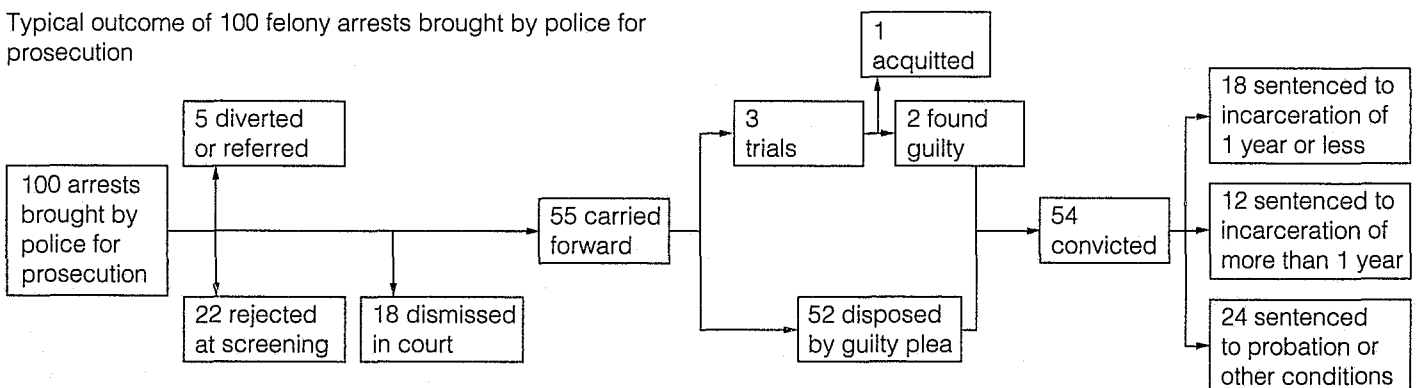 Typical outcome of 100 felony arrests brought by police for
prosecution
100 arrests
brought by
police for
prosecution
5 diverted
or referred
22 rejected
at screening
18 dismissed
in court
55 carried
forward
3
trials
1
acquitted
2 found
guilty
52 disposed
by guilty plea
54
convicted
18 sentenced to
incarceration of
1 year or less
12 sentenced to
incarceration of
more than 1 year
24 sentenced
to probation or
other conditions